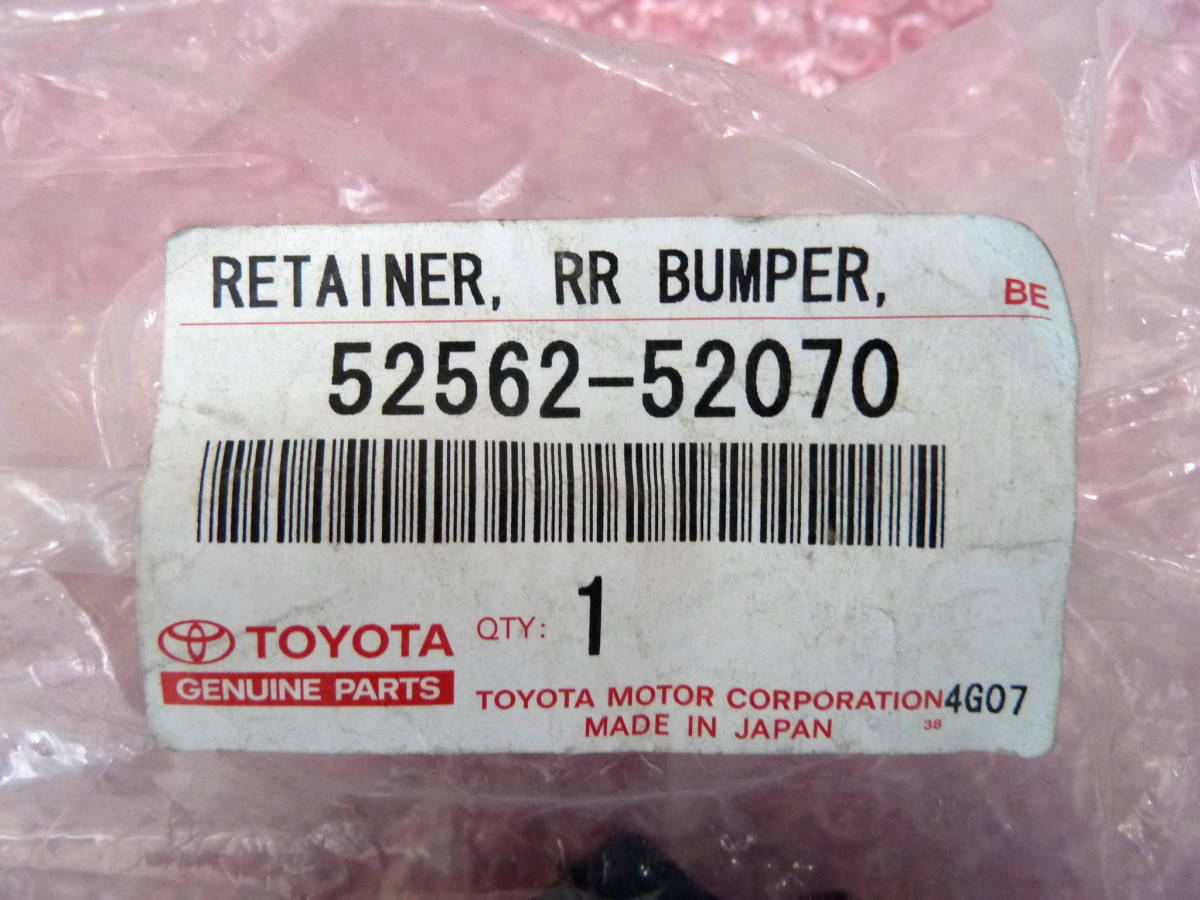 RETAINER, RR BUMPER,
BE
52562-52070
QTY: 1
TOYOTA
GENUINE PARTS
TOYOTA MOTOR CORPORATION 4G07
MADE IN JAPAN
38